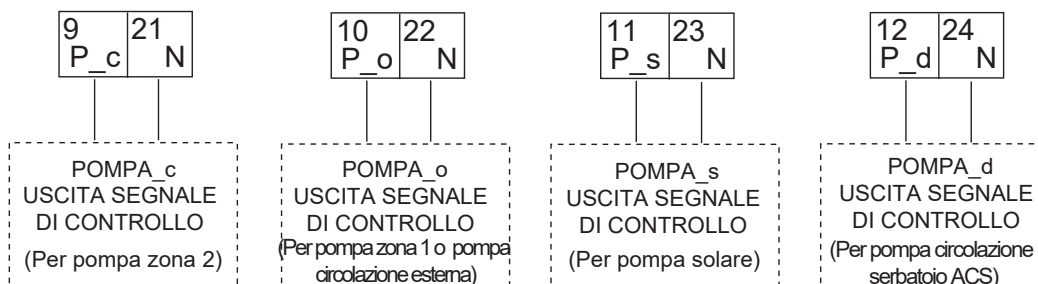 9 21
P_c N
POMPA_c
USCITA SEGNALE
DI CONTROLLO
(Per pompa zona 2)
10 22
P_o N
POMPA_o
USCITA SEGNALE
DI CONTROLLO
(Per pompa zona 1 o pompa
circolazione esterna)
11 23
P_s N
POMPA_s
USCITA SEGNALE
DI CONTROLLO
(Per pompa solare)
12 24
P_d N
POMPA_d
USCITA SEGNALE
DI CONTROLLO
(Per pompa circolazione
serbatoio ACS)